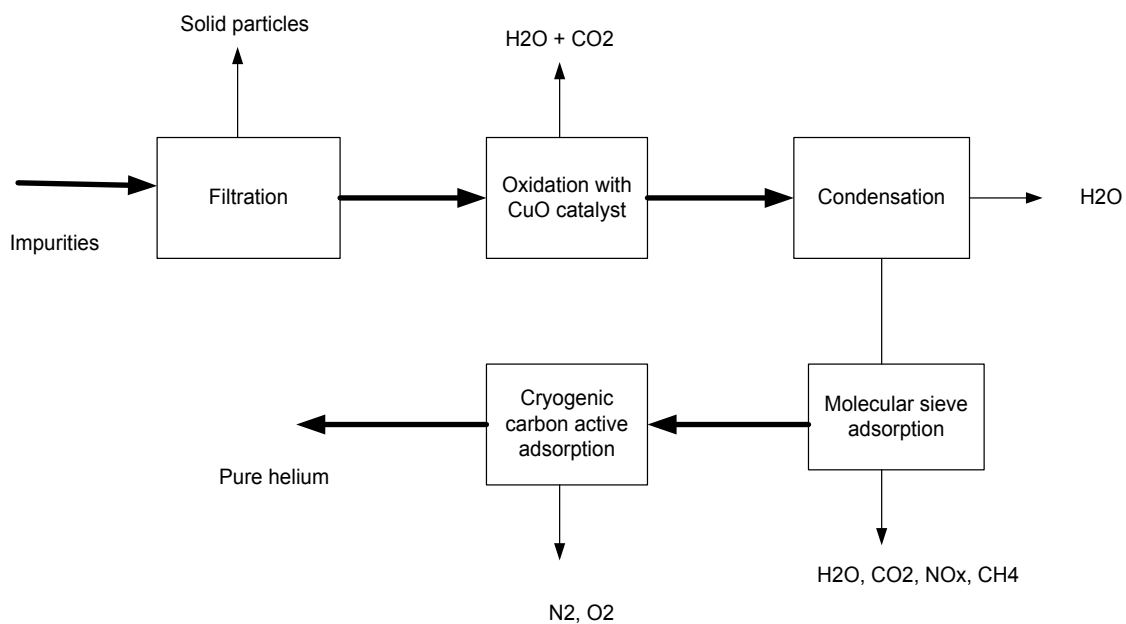 Solid particles
H2O + CO2
Filtration
Oxidation with
CuO catalyst
Condensation
H2O
Impurities
Cryogenic
carbon active
adsorption
Molecular sieve
adsorption
Pure helium
H2O, CO2, NOx, CH4
N2, O2